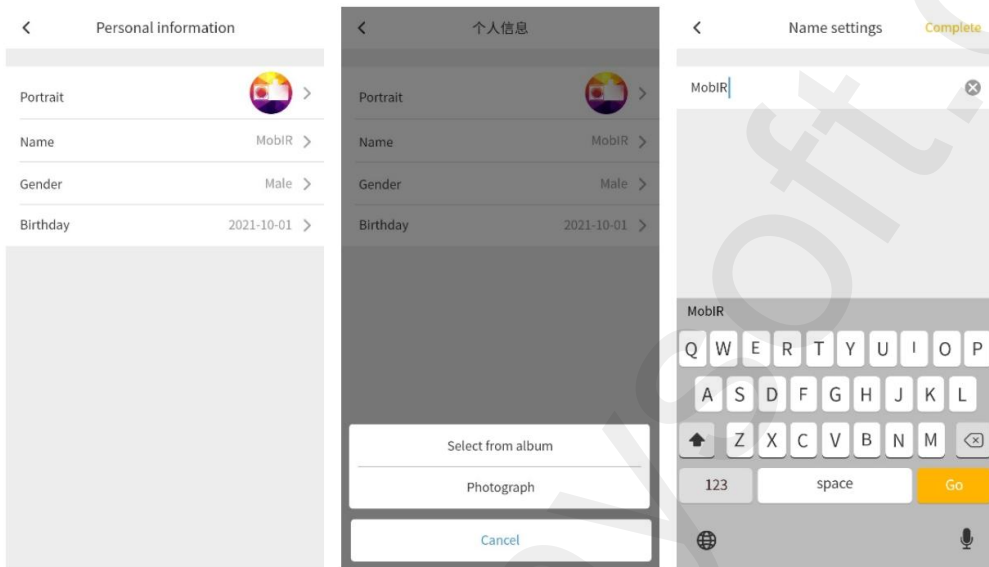 Personal information
Portrait
Name MobIR
Gender Male
Birthday 2021-10-01
个人信息
Portrait
Name MobIR
Gender Male
Birthday 2021-10-01
Select from album
Photograph
Cancel
Name settings Complete
MobIR
MobIR
Q W E R T Y U I O P
A S D F G H J K L
Z X C V B N M
123 space Go
ysoft.